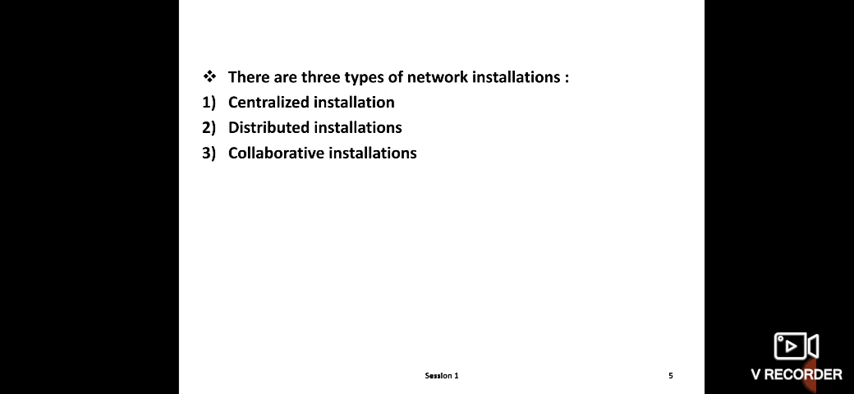 ❖ There are three types of network installations :
1) Centralized installation
2) Distributed installations
3) Collaborative installations
Session 1
5
V RECORDER